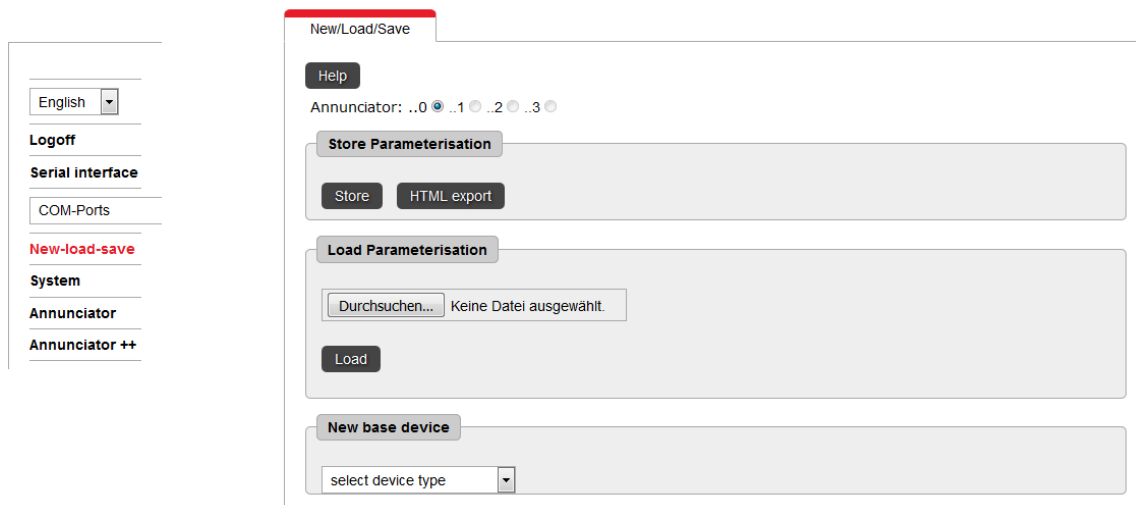 English
Logoff
Serial interface
COM-Ports
New-load-save
System
Annunciator
Annunciator ++
New/Load/Save
Help
Annunciator: ..0 ..1 ..2 ..3
Store Parameterisation
Store HTML export
Load Parameterisation
Durchsuchen... Keine Datei ausgewählt.
Load
New base device
select device type